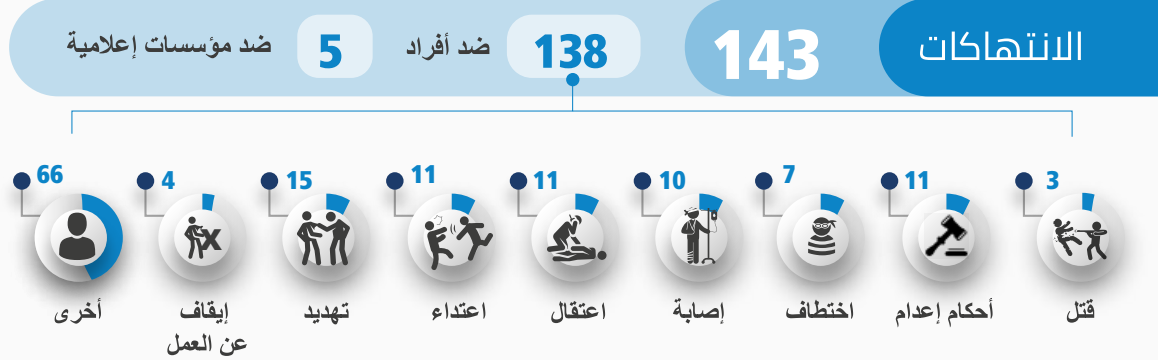 الانتهاكات
143
138
ضد أفراد
5
ضد مؤسسات إعلامية
3
قتل
11
أحكام إعدام
7
اختطاف
10
إصابة
11
اعتقال
11
اعتداء
15
تهديد
4
إيقاف
عن العمل
66
أخرى